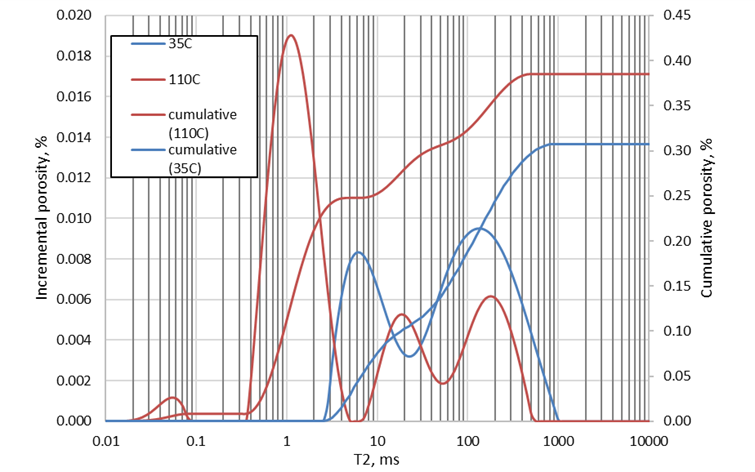 0.020 0.45
0.018 0.40
0.016 0.35
0.014 0.30
0.012 0.25
0.010 0.20
0.008 0.15
0.006 0.10
0.004 0.05
0.002 0.00
0.000
35C
110C
cumulative
(110C)
cumulative
(35C)
Incremental porosity, %
Cumulative porosity, %
0.01 0.1 1 10 100 1000 10000
T2, ms